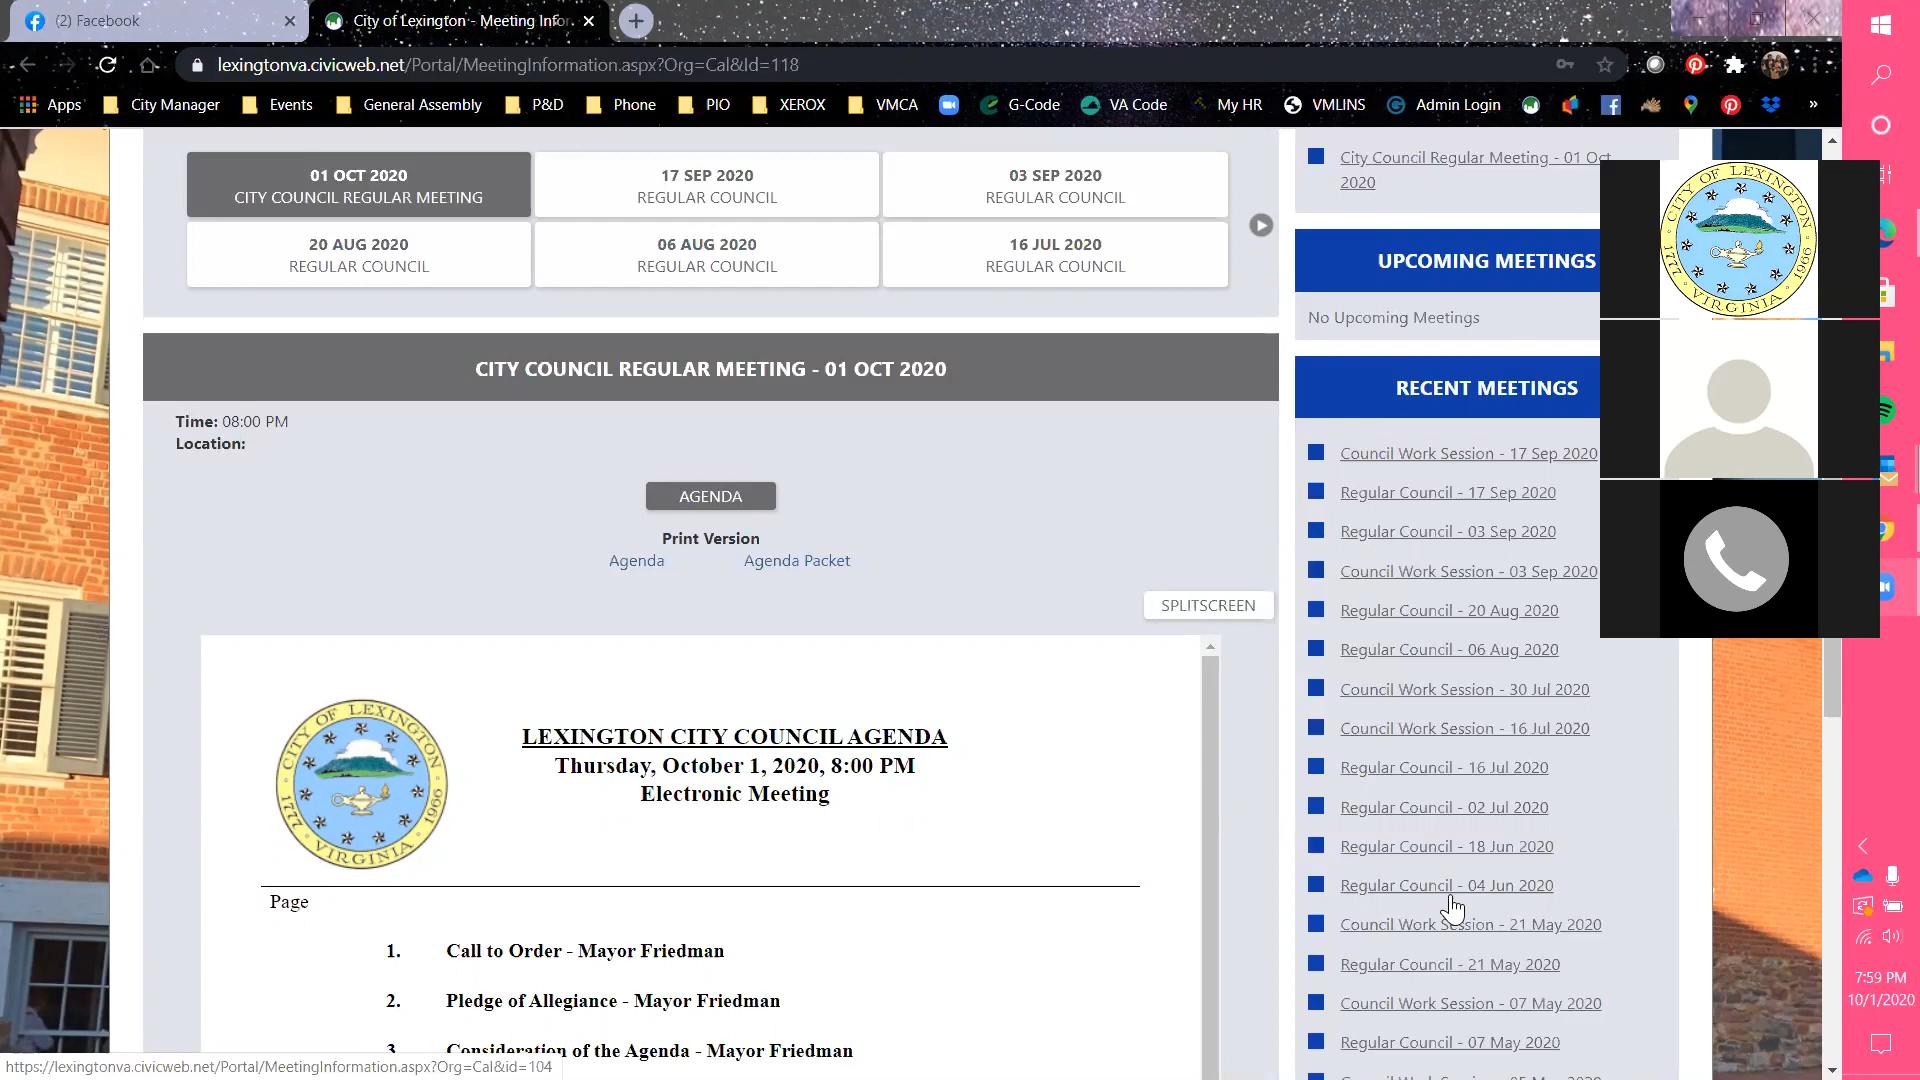 (2) Facebook
City of Lexington - Meeting Infor
lexingtonva.civicweb.net/Portal/MeetingInformation.aspx?Org=Cal&Id=118
Apps
City Manager
Events
General Assembly
P&D
Phone
PIO
XEROX
VMCA
G-Code
VA Code
My HR
VMLINS
Admin Login
»
01 OCT 2020
CITY COUNCIL REGULAR MEETING
17 SEP 2020
REGULAR COUNCIL
03 SEP 2020
REGULAR COUNCIL
20 AUG 2020
REGULAR COUNCIL
06 AUG 2020
REGULAR COUNCIL
16 JUL 2020
REGULAR COUNCIL
CITY COUNCIL REGULAR MEETING - 01 OCT 2020
Time: 08:00 PM
Location:
AGENDA
Print Version
Agenda
Agenda Packet
SPLITSCREEN
CITY OF LEXINGTON
1777 VIRGINIA 1966
LEXINGTON CITY COUNCIL AGENDA
Thursday, October 1, 2020, 8:00 PM
Electronic Meeting
Page
1. Call to Order - Mayor Friedman
2. Pledge of Allegiance - Mayor Friedman
3. Consideration of the Agenda - Mayor Friedman
City Council Regular Meeting - 01 Oct
2020
UPCOMING MEETINGS
No Upcoming Meetings
RECENT MEETINGS
Council Work Session - 17 Sep 2020
Regular Council - 17 Sep 2020
Regular Council - 03 Sep 2020
Council Work Session - 03 Sep 2020
Regular Council - 20 Aug 2020
Regular Council - 06 Aug 2020
Council Work Session - 30 Jul 2020
Council Work Session - 16 Jul 2020
Regular Council - 16 Jul 2020
Regular Council - 02 Jul 2020
Regular Council - 18 Jun 2020
Regular Council - 04 Jun 2020
Council Work Session - 21 May 2020
Regular Council - 21 May 2020
Council Work Session - 07 May 2020
Regular Council - 07 May 2020
CITY OF LEXINGTON
1777 VIRGINIA 1966
7:59 PM
10/1/2020
https://lexingtonva.civicweb.net/Portal/MeetingInformation.aspx?Org=Cal&id=104